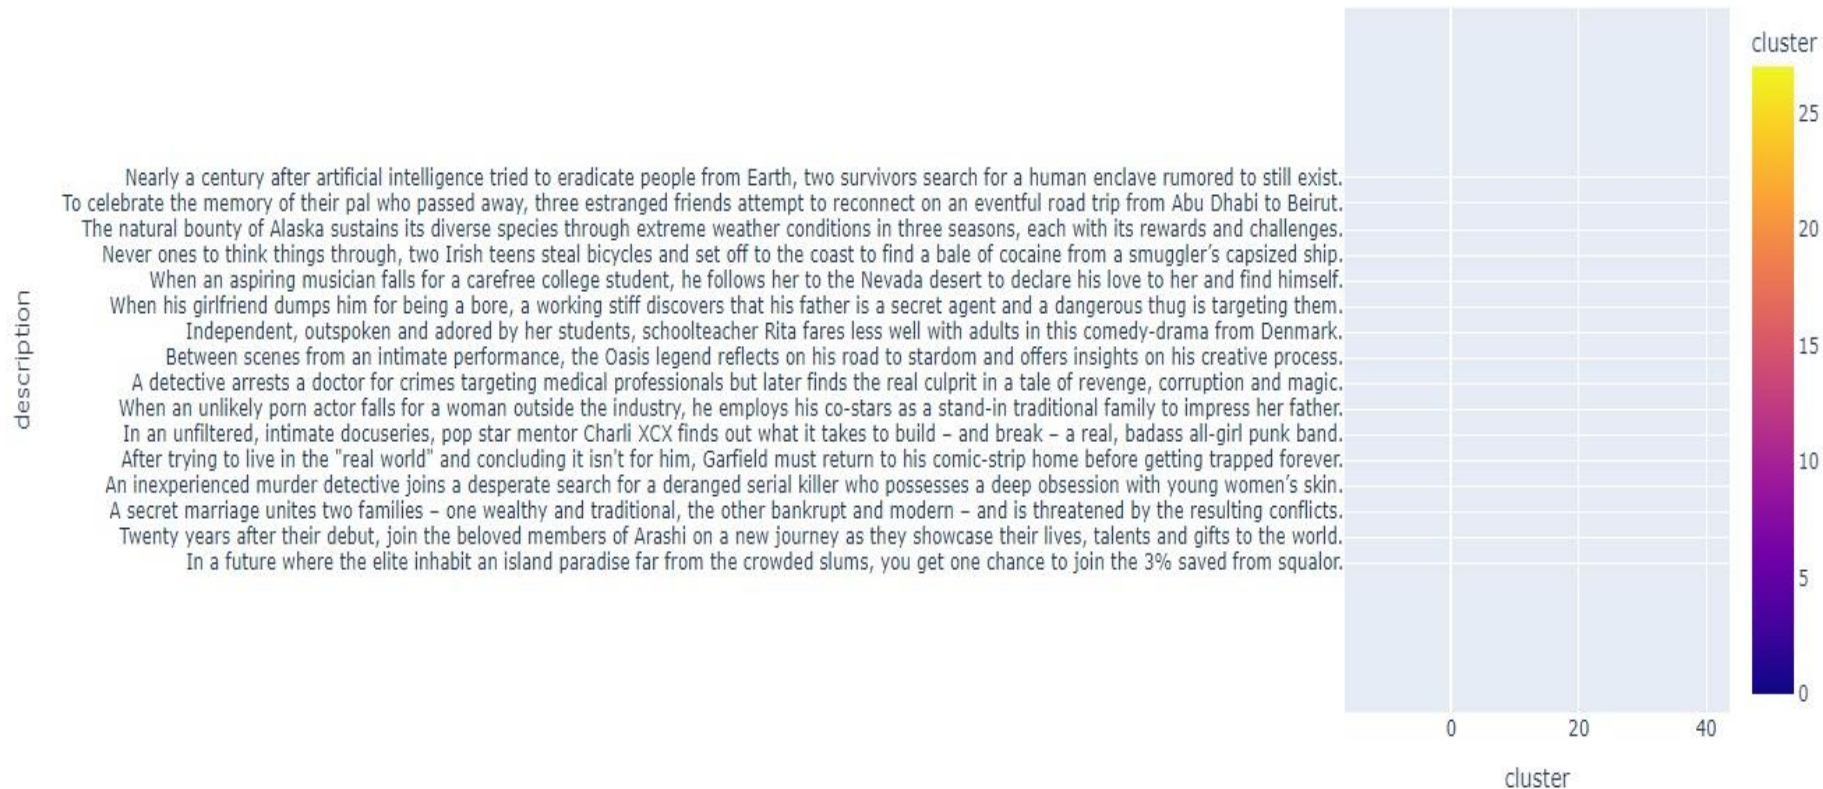 cluster
25
20
15
10
5
0
description
Nearly a century after artificial intelligence tried to eradicate people from Earth, two survivors search for a human enclave rumored to still exist.
To celebrate the memory of their pal who passed away, three estranged friends attempt to reconnect on an eventful road trip from Abu Dhabi to Beirut.
The natural bounty of Alaska sustains its diverse species through extreme weather conditions in three seasons, each with its rewards and challenges.
Never ones to think things through, two Irish teens steal bicycles and set off to the coast to find a bale of cocaine from a smuggler’s capsized ship.
When an aspiring musician falls for a carefree college student, he follows her to the Nevada desert to declare his love to her and find himself.
When his girlfriend dumps him for being a bore, a working stiff discovers that his father is a secret agent and a dangerous thug is targeting them.
Independent, outspoken and adored by her students, schoolteacher Rita fares less well with adults in this comedy-drama from Denmark.
Between scenes from an intimate performance, the Oasis legend reflects on his road to stardom and offers insights on his creative process.
A detective arrests a doctor for crimes targeting medical professionals but later finds the real culprit in a tale of revenge, corruption and magic.
When an unlikely porn actor falls for a woman outside the industry, he employs his co-stars as a stand-in traditional family to impress her father.
In an unfiltered, intimate docuseries, pop star mentor Charli XCX finds out what it takes to build – and break – a real, badass all-girl punk band.
After trying to live in the "real world" and concluding it isn't for him, Garfield must return to his comic-strip home before getting trapped forever.
An inexperienced murder detective joins a desperate search for a deranged serial killer who possesses a deep obsession with young women’s skin.
A secret marriage unites two families – one wealthy and traditional, the other bankrupt and modern – and is threatened by the resulting conflicts.
Twenty years after their debut, join the beloved members of Arashi on a new journey as they showcase their lives, talents and gifts to the world.
In a future where the elite inhabit an island paradise far from the crowded slums, you get one chance to join the 3% saved from squalor.
0 20 40
cluster